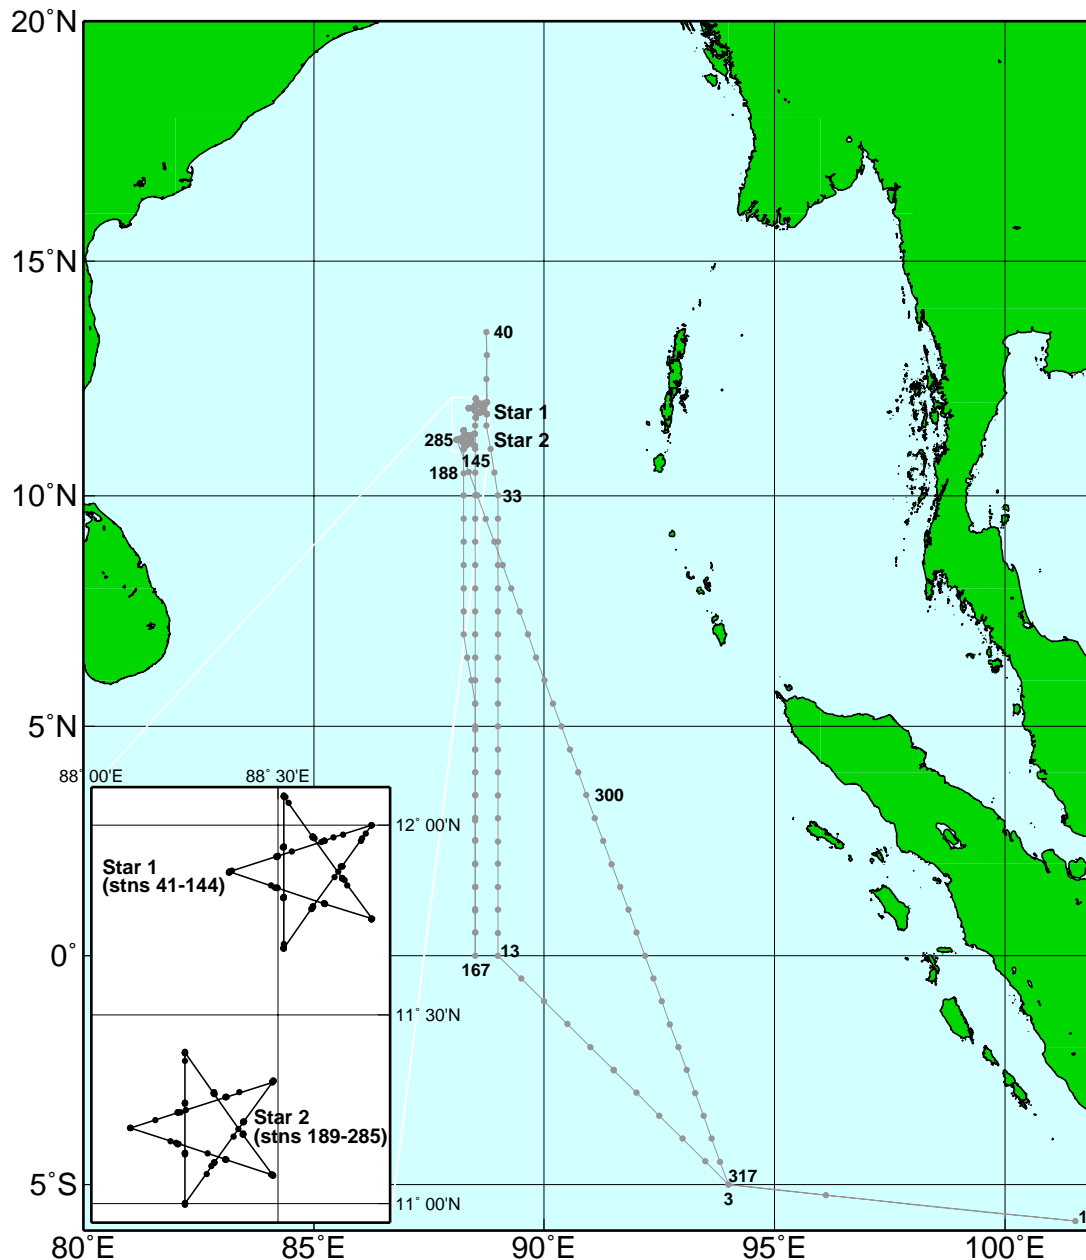 20°N
15°N
40
Star 1
285
Star 2
145
188
10°N
33
5°N
88° 00'E
88° 30'E
300
12° 00'N
Star 1
(stns 41-144)
0°
13
167
11° 30'N
Star 2
(stns 189-285)
317
5°S
3
11° 00'N
1
80°E
85°E
90°E
95°E
100°E